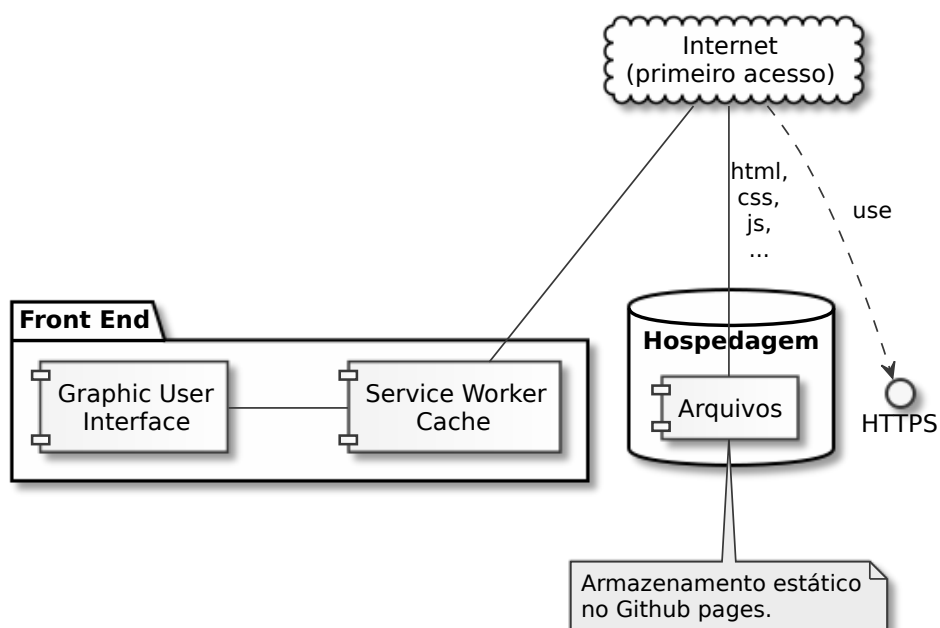 Internet
(primeiro acesso)
html,
css,
js,
...
use
Front End
Graphic User
Interface
Service Worker
Cache
Hospedagem
Arquivos
HTTPS
Armazenamento estático
no Github pages.